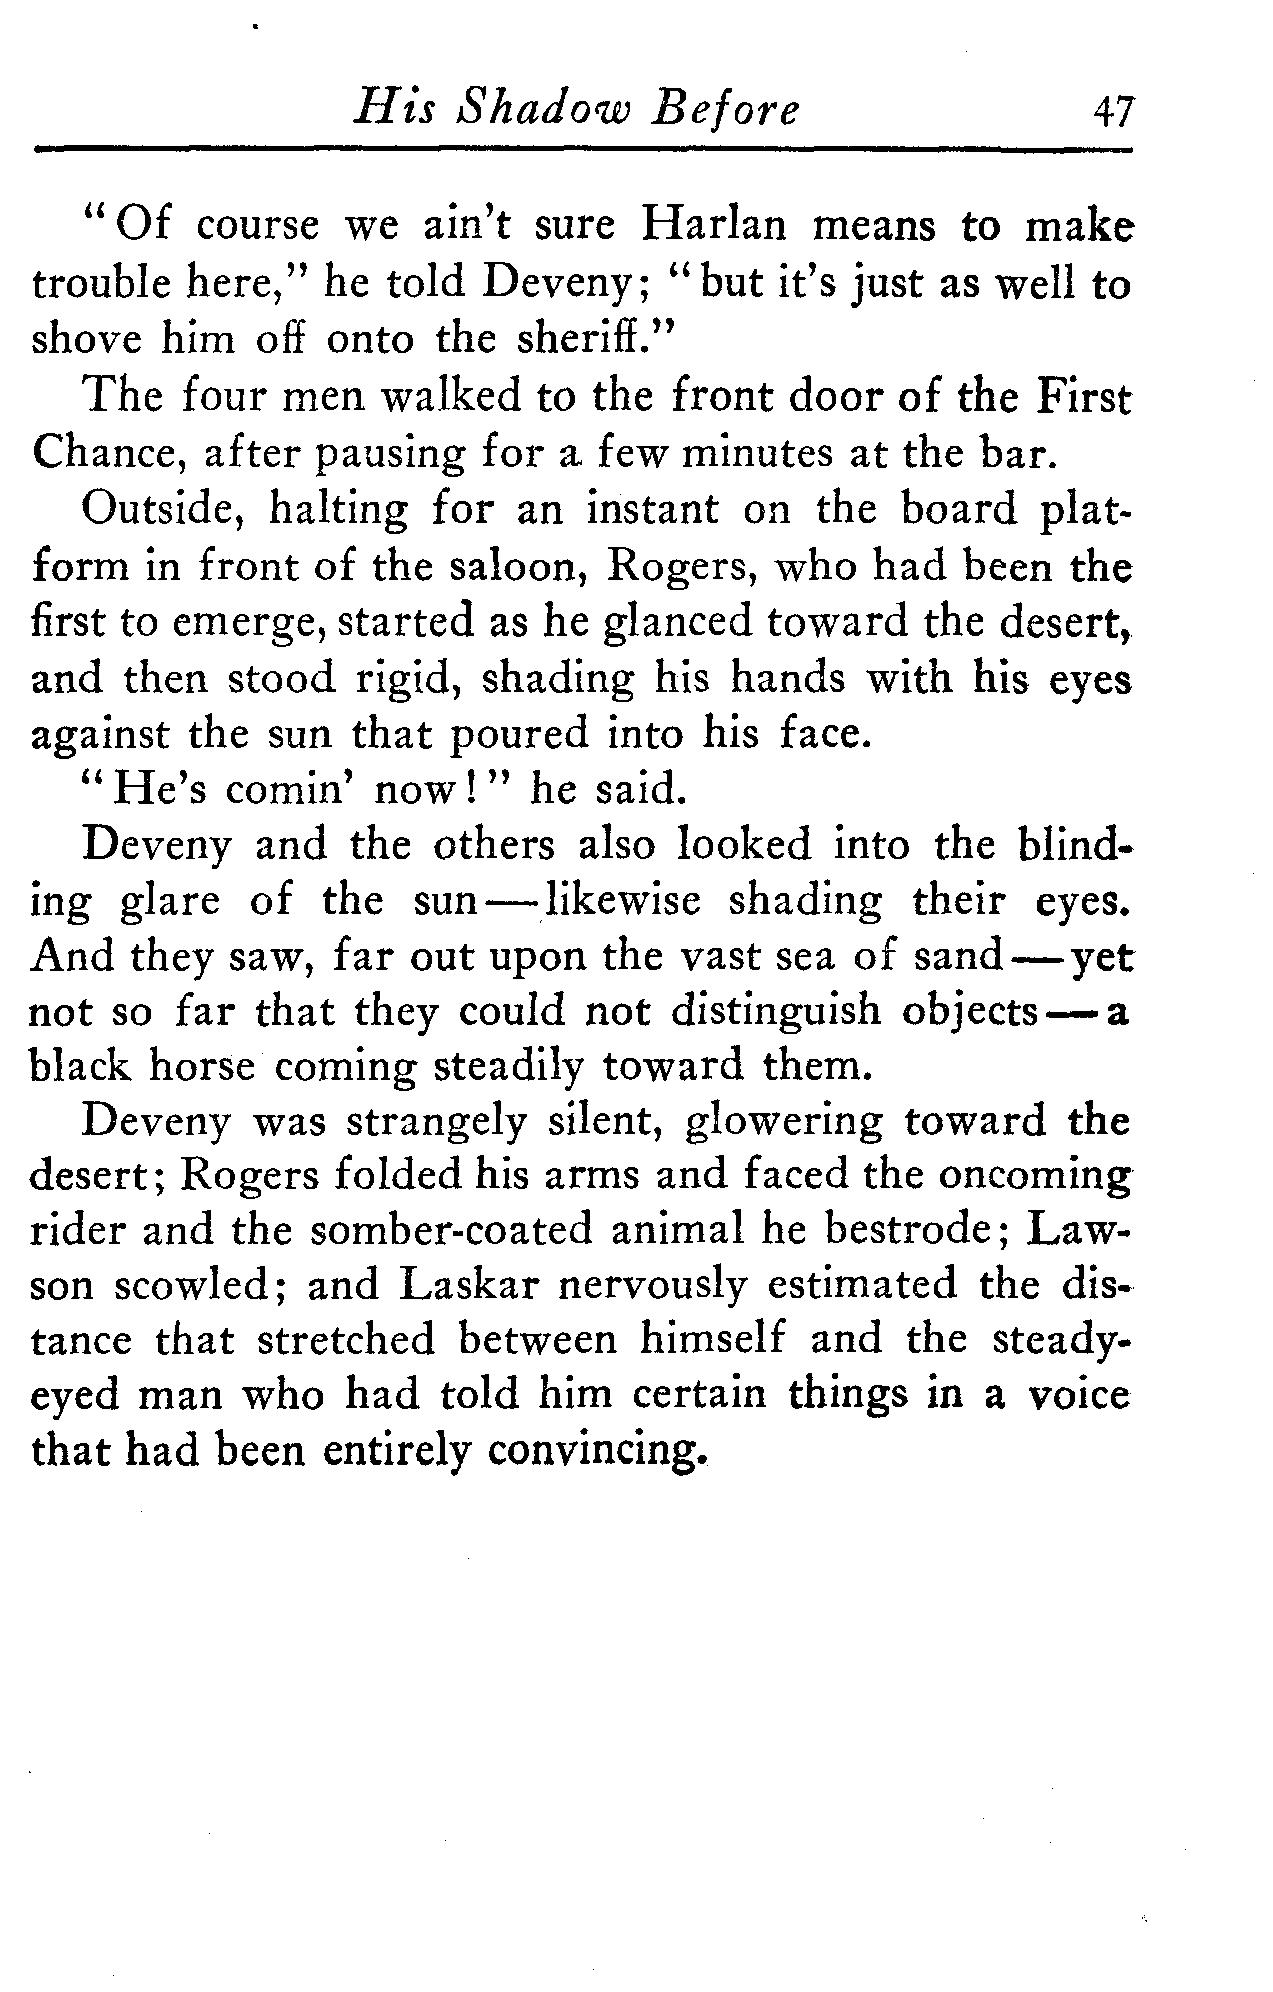 His Shadow Before 47
“Of course we ain't sure Harlan means to make
trouble here,” he told Deveny; “but it's just as well to
shove him off onto the sheriff.”
The four men walked to the front door of the First
Chance, after pausing for a few minutes at the bar.
Outside, halting for an instant on the board plat-
form in front of the saloon, Rogers, who had been the
first to emerge, started as he glanced toward the desert,
and then stood rigid, shading his hands with his eyes
against the sun that poured into his face.
“He's comin' now!” he said.
Deveny and the others also looked into the blind-
ing glare of the sun—likewise shading their eyes.
And they saw, far out upon the vast sea of sand—yet
not so far that they could not distinguish objects—a
black horse coming steadily toward them.
Deveny was strangely silent, glowering toward the
desert; Rogers folded his arms and faced the oncoming
rider and the somber-coated animal he bestrode; Law-
son scowled; and Laskar nervously estimated the dis-
tance that stretched between himself and the steady-
eyed man who had told him certain things in a voice
that had been entirely convincing.